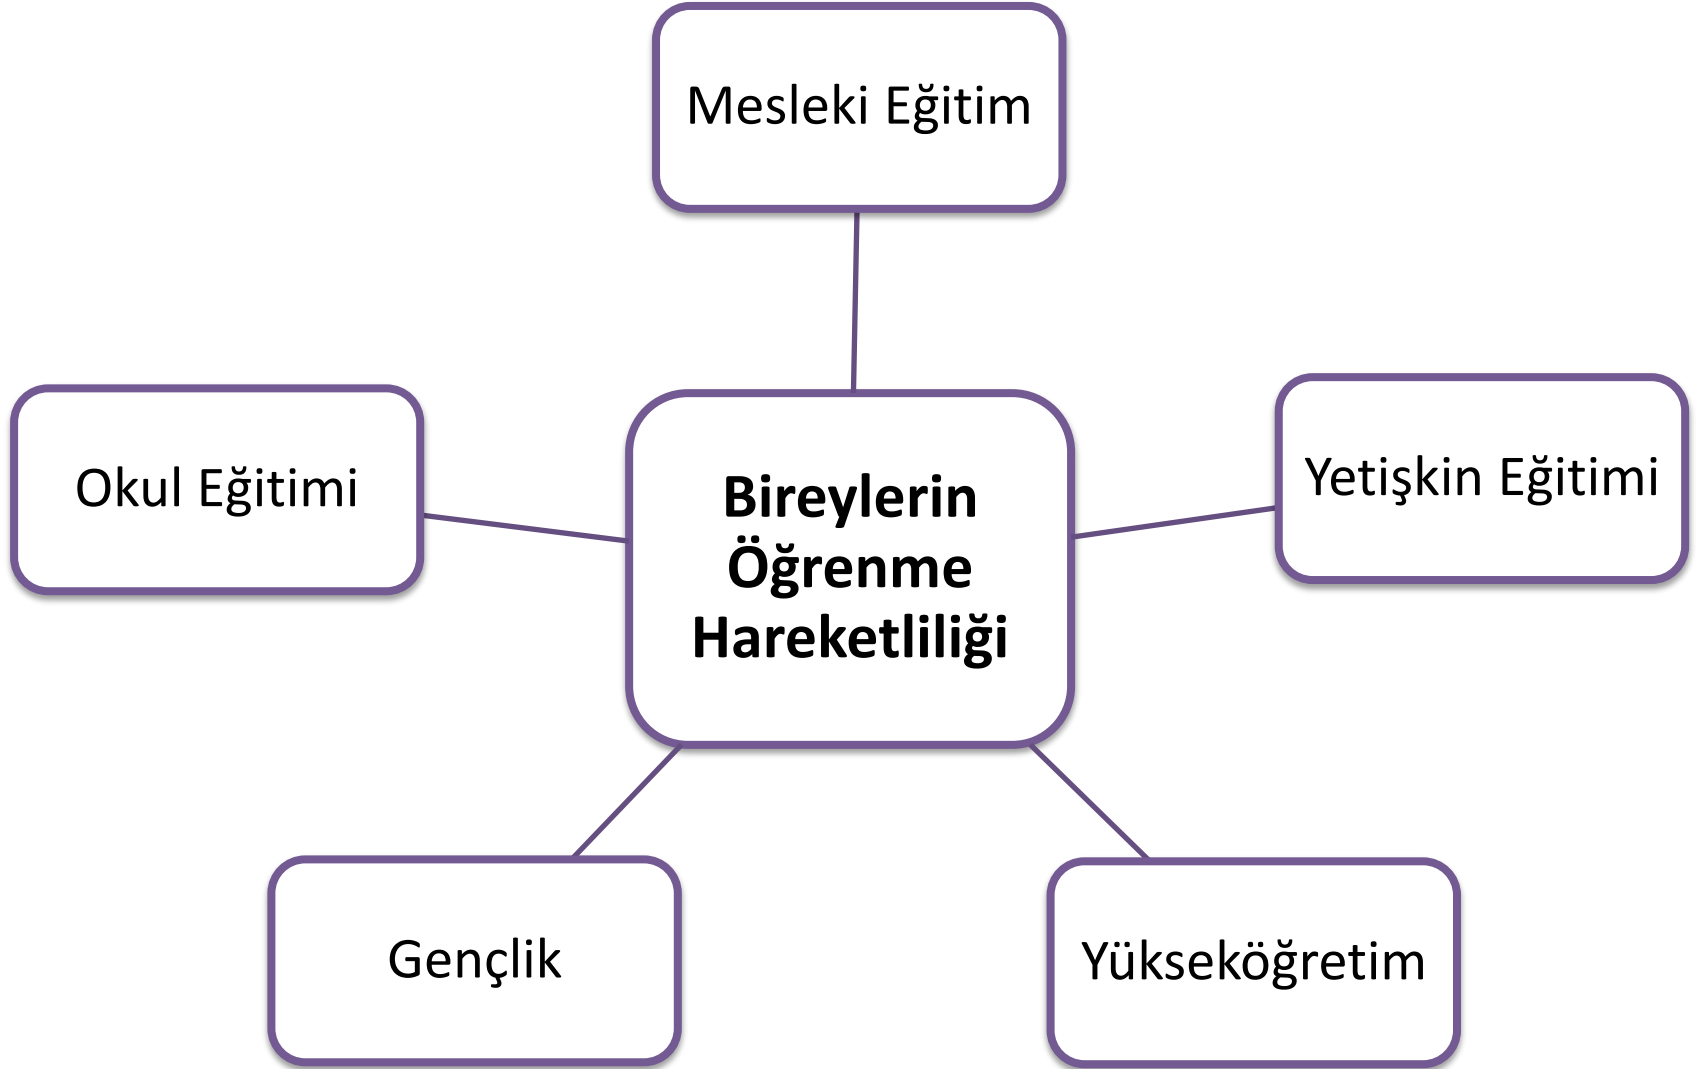 Mesleki Eğitim
Okul Eğitimi
Yetişkin Eğitimi
Bireylerin
Öğrenme
Hareketliliği
Gençlik
Yükseköğretim